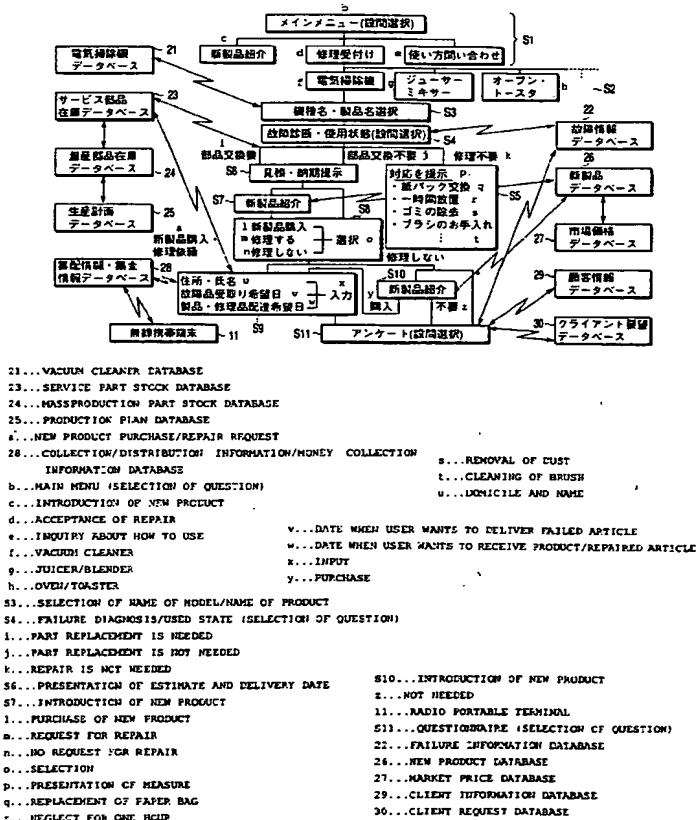 b
メインメニュー(設問選択)
S1
c
d
e
新製品紹介
修理受付け
使い方問い合わせ
電気掃除機
データベース
21
f
電気掃除機
g
ジューサー
ミキサー
オーブン・
トースタ
h
S2
サービス部品
在庫データベース
23
機種名・製品名選択
S3
故障診断・使用状態(設問選択)
S4
22
故障情報
データベース
i
部品交換要
部品交換不要 j
修理不要 k
S6
見積・納期提示
量産部品在庫
データベース
24
対応を提示 p
・紙パック交換 q
・一時間放置 r
・ゴミの除去 s
・ブラシのお手入れ
t
S5
26
新製品
データベース
S7
新製品紹介
S8
生産計画
データベース
25
a
新製品購入・
修理依頼
l 新製品購入
m 修理する
n 修理しない
選択 o
27
市場価格
データベース
修理しない
集配情報・集金
情報データベース
28
住所・氏名 u
故障品受取り希望日 v
製品・修理品配達希望日 w
x
入力
S9
S10
新製品紹介
y
購入
不要 z
29
顧客情報
データベース
無線携帯端末
11
S11
アンケート(設問選択)
30
クライアント要望
データベース
21...VACUUM CLEANER DATABASE
23...SERVICE PART STOCK DATABASE
24...MASSPRODUCTION PART STOCK DATABASE
25...PRODUCTION PLAN DATABASE
a...NEW PRODUCT PURCHASE/REPAIR REQUEST
28...COLLECTION/DISTRIBUTION INFORMATION/MONEY COLLECTION
INFORMATION DATABASE
b...MAIN MENU (SELECTION OF QUESTION)
c...INTRODUCTION OF NEW PRODUCT
d...ACCEPTANCE OF REPAIR
e...INQUIRY ABOUT HOW TO USE
f...VACUUM CLEANER
g...JUICER/BLENDER
h...OVEN/TOASTER
S3...SELECTION OF NAME OF MODEL/NAME OF PRODUCT
S4...FAILURE DIAGNOSIS/USED STATE (SELECTION OF QUESTION)
i...PART REPLACEMENT IS NEEDED
j...PART REPLACEMENT IS NOT NEEDED
k...REPAIR IS NOT NEEDED
S6...PRESENTATION OF ESTIMATE AND DELIVERY DATE
S7...INTRODUCTION OF NEW PRODUCT
l...PURCHASE OF NEW PRODUCT
m...REQUEST FOR REPAIR
n...NO REQUEST FOR REPAIR
o...SELECTION
p...PRESENTATION OF MEASURE
q...REPLACEMENT OF PAPER BAG
r...NEGLECT FOR ONE HOUR
s...REMOVAL OF DUST
t...CLEANING OF BRUSH
u...DOMICILE AND NAME
v...DATE WHEN USER WANTS TO DELIVER FAILED ARTICLE
w...DATE WHEN USER WANTS TO RECEIVE PRODUCT/REPAIRED ARTICLE
x...INPUT
y...PURCHASE
S10...INTRODUCTION OF NEW PRODUCT
z...NOT NEEDED
11...RADIO PORTABLE TERMINAL
S11...QUESTIONNAIRE (SELECTION OF QUESTION)
22...FAILURE INFORMATION DATABASE
26...NEW PRODUCT DATABASE
27...MARKET PRICE DATABASE
29...CLIENT INFORMATION DATABASE
30...CLIENT REQUEST DATABASE